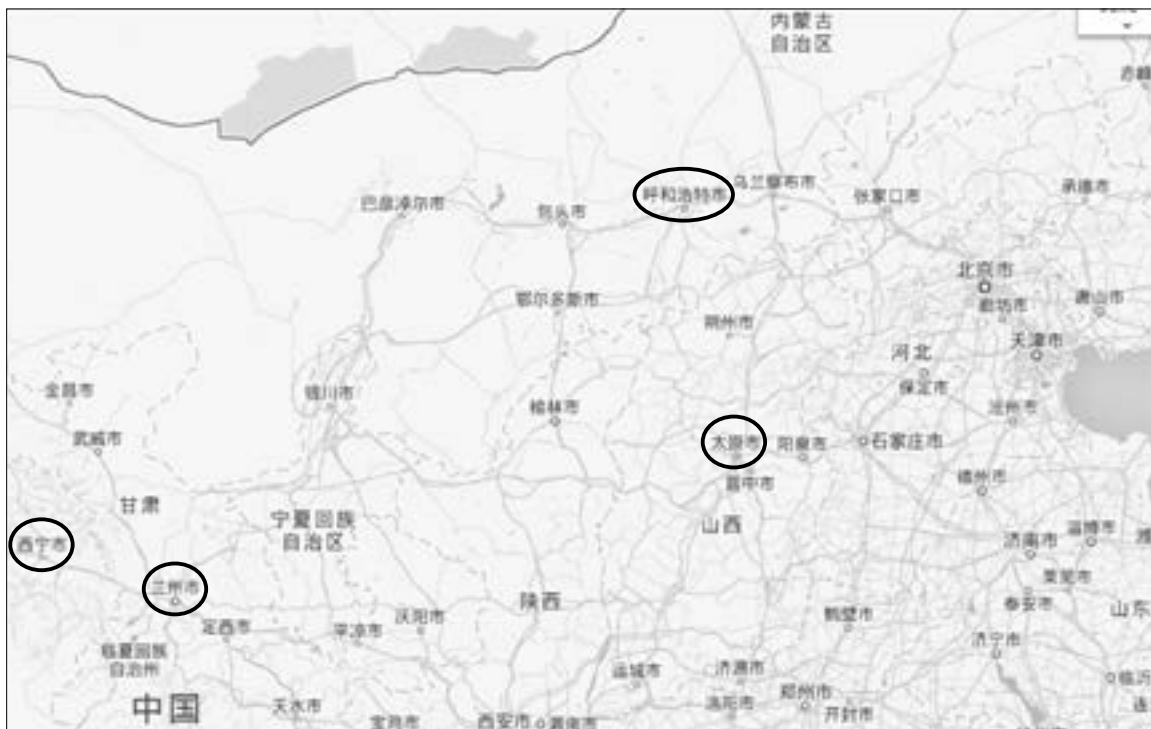 内蒙古
自治区
赤峰
呼和浩特市
乌兰察布市
承德市
巴彦淖尔市
包头市
张家口市
北京市
鄂尔多斯市
廊坊市
唐山市
朔州市
天津市
河北
金昌市
银川市
保定市
榆林市
沧州市
武威市
太原市
阳泉市
石家庄市
晋中市
德州市
甘肃
宁夏回族
自治区
山西
西宁市
济南市
淄博市
潍
兰州市
莱芜市
陕西
泰安市
山东
定西市
平凉市
庆阳市
鹤壁市
临夏回族
自治州
济宁市
运城市
济源市
临沂
中国
天水市
宝鸡市
西安市
渭南市
洛阳市
郑州市
开封市
连